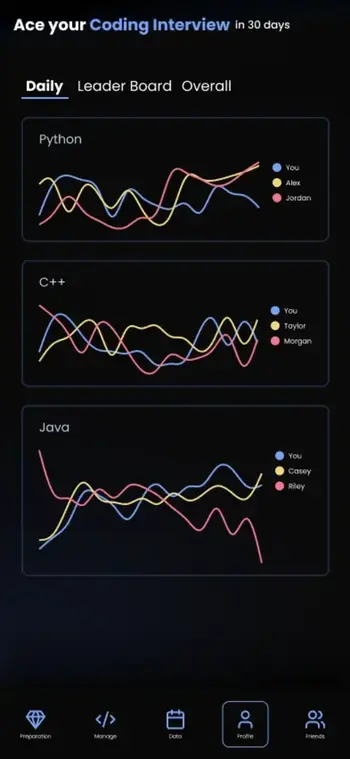 Ace your Coding Interview in 30 days
Daily Leader Board Overall
Python
You
Alex
Jordan
C++
You
Taylor
Morgan
Java
You
Casey
Riley
Preparation Manage Data Profile Friends